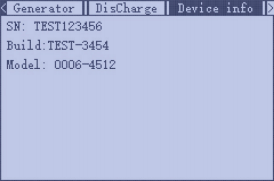 < Generator || DisCharge || Device info ||>
SN: TEST123456
Build:TEST-3454
Model: 0006-4512